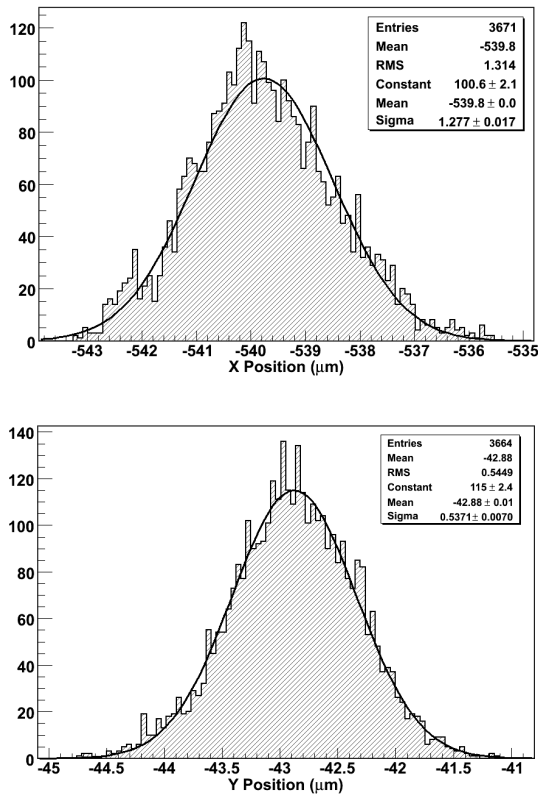 120
100
80
60
40
20
0
Entries 3671
Mean -539.8
RMS 1.314
Constant 100.6 ± 2.1
Mean -539.8 ± 0.0
Sigma 1.277 ± 0.017
-543 -542 -541 -540 -539 -538 -537 -536 -535
X Position (μm)
140
120
100
80
60
40
20
0
Entries 3664
Mean -42.88
RMS 0.5449
Constant 115 ± 2.4
Mean -42.88 ± 0.01
Sigma 0.5371 ± 0.0070
-45 -44.5 -44 -43.5 -43 -42.5 -42 -41.5 -41
Y Position (μm)